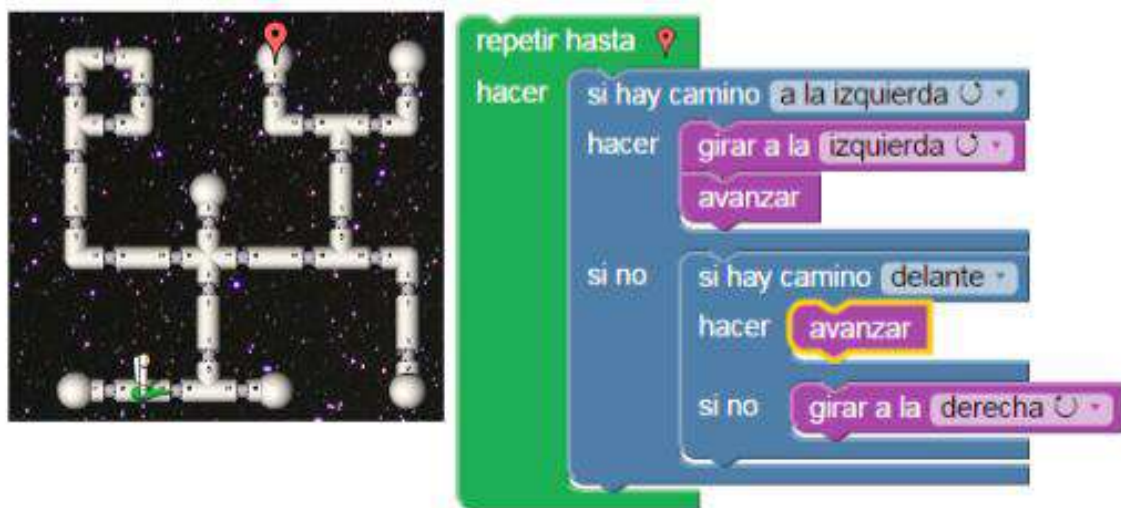 repetir hasta
hacer
si hay camino a la izquierda ↺
hacer
girar a la izquierda ↺
avanzar
si no
si hay camino delante
hacer
avanzar
si no
girar a la derecha ↻